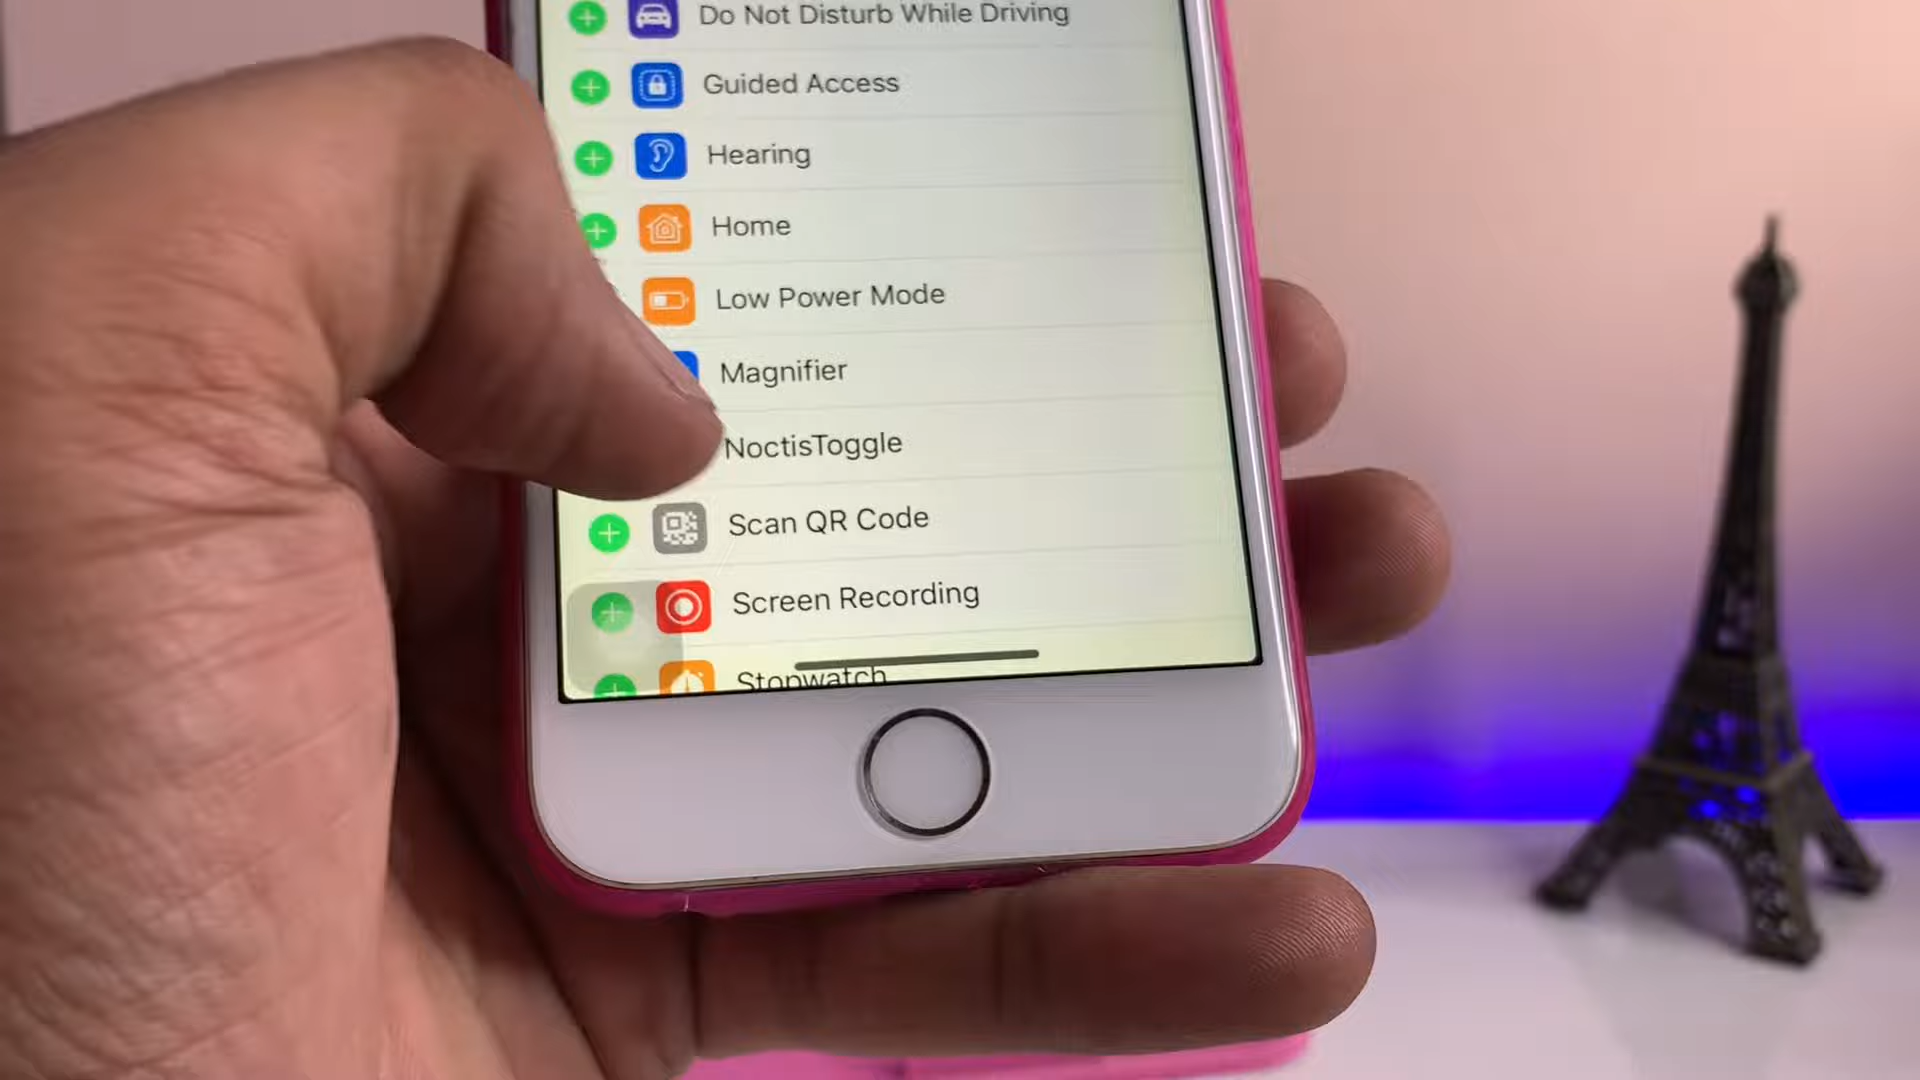 Do Not Disturb While Driving
Guided Access
Hearing
Home
Low Power Mode
Magnifier
NoctisToggle
Scan QR Code
Screen Recording
Stopwatch